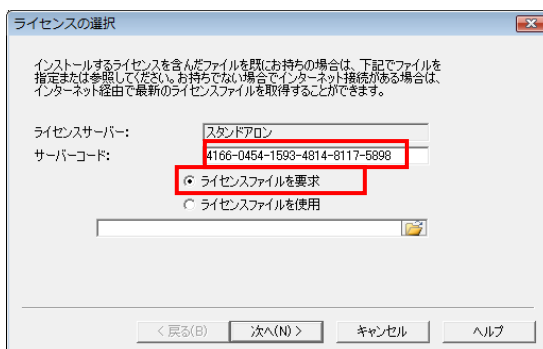 ライセンスの選択
インストールするライセンスを含んだファイルを既にお持ちの場合は、下記でファイルを
指定または参照してください。お持ちでない場合でインターネット接続がある場合は、
インターネット経由で最新のライセンスファイルを取得することができます。
ライセンスサーバー: スタンドアロン
サーバーコード: 4166-0454-1593-4814-8117-5898
ライセンスファイルを要求
ライセンスファイルを使用
< 戻る(B) 次へ(N) > キャンセル ヘルプ